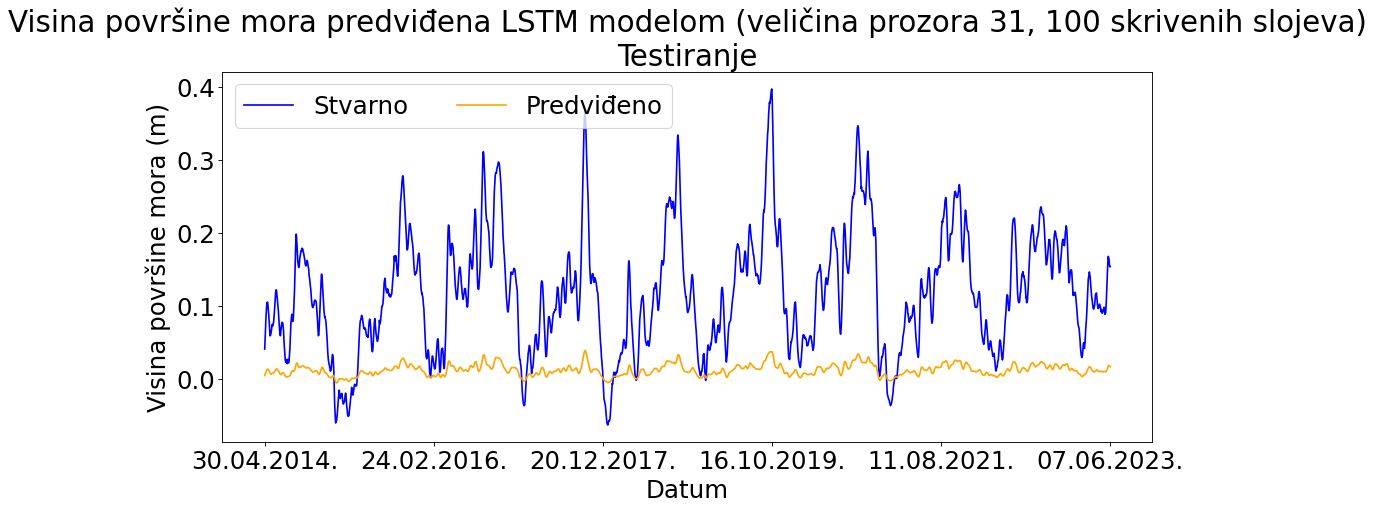 Visina površine mora predviđena LSTM modelom (veličina prozora 31, 100 skrivenih slojeva)
Testiranje
Stvarno Predviđeno
Visina površine mora (m)
0.4
0.3
0.2
0.1
0.0
30.04.2014. 24.02.2016. 20.12.2017. 16.10.2019. 11.08.2021. 07.06.2023.
Datum